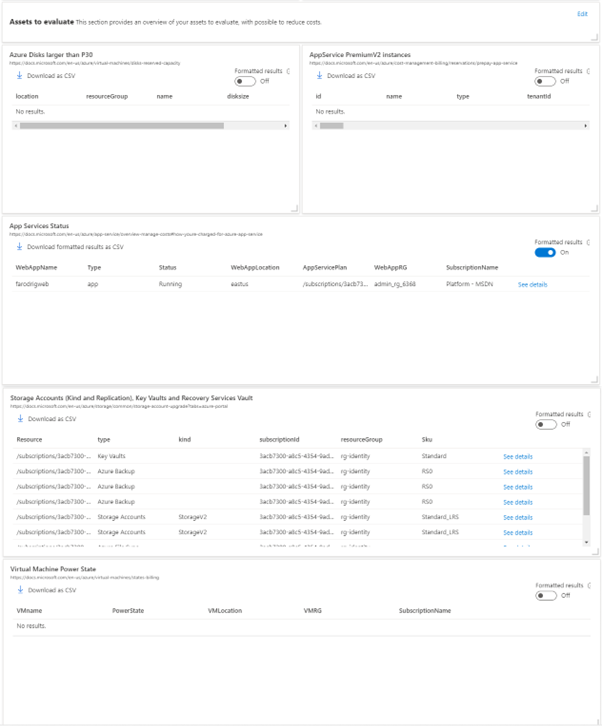 Assets to evaluate This section provides an overview of your assets to evaluate, with possible to reduce costs.
Edit
Azure Disks larger than P30
https://docs.microsoft.com/en-us/azure/virtual-machines/disks-reserved-capacity
Download as CSV
Formatted results
Off
location resourceGroup name disksize
No results.
AppService PremiumV2 instances
https://docs.microsoft.com/en-us/azure/cost-management-billing/reservations/prepay-app-service
Download as CSV
Formatted results
Off
id name type tenantId
No results.
App Services Status
https://docs.microsoft.com/en-us/azure/app-service/overview-manage-costs#how-youre-charged-for-azure-app-service
Download formatted results as CSV
Formatted results
On
WebAppName Type Status WebAppLocation AppServicePlan WebAppRG SubscriptionName
farodrigweb app Running eastus /subscriptions/3acb73... admin_rg_6366 Platform - MSDN See details
Storage Accounts (Kind and Replication), Key Vaults and Recovery Services Vault
https://docs.microsoft.com/en-us/azure/storage/common/storage-account-upgrade?tabs=azure-portal
Download as CSV
Formatted results
Off
Resource type kind subscriptionId resourceGroup Sku
/subscriptions/3acb7300-... Key Vaults 3acb7300-a8c5-4354-9ad... rg-identity Standard See details
/subscriptions/3acb7300-... Azure Backup 3acb7300-a8c5-4354-9ad... rg-identity RS0 See details
/subscriptions/3acb7300-... Azure Backup 3acb7300-a8c5-4354-9ad... rg-identity RS0 See details
/subscriptions/3acb7300-... Azure Backup 3acb7300-a8c5-4354-9ad... rg-identity RS0 See details
/subscriptions/3acb7300-... Storage Accounts StorageV2 3acb7300-a8c5-4354-9ad... rg-identity Standard_LRS See details
/subscriptions/3acb7300-... Storage Accounts StorageV2 3acb7300-a8c5-4354-9ad... rg-identity Standard_LRS See details
Virtual Machine Power State
https://docs.microsoft.com/en-us/azure/virtual-machines/states-billing
Download as CSV
Formatted results
Off
VMname PowerState VMLocation VMRG SubscriptionName
No results.